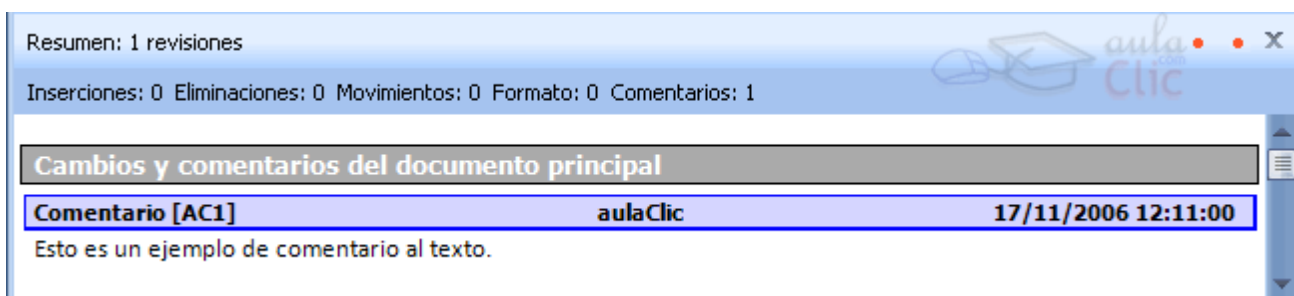 Resumen: 1 revisiones
aula
.com
Clic
Inserciones: 0 Eliminaciones: 0 Movimientos: 0 Formato: 0 Comentarios: 1
Cambios y comentarios del documento principal
Comentario [AC1] aulaClic 17/11/2006 12:11:00
Esto es un ejemplo de comentario al texto.